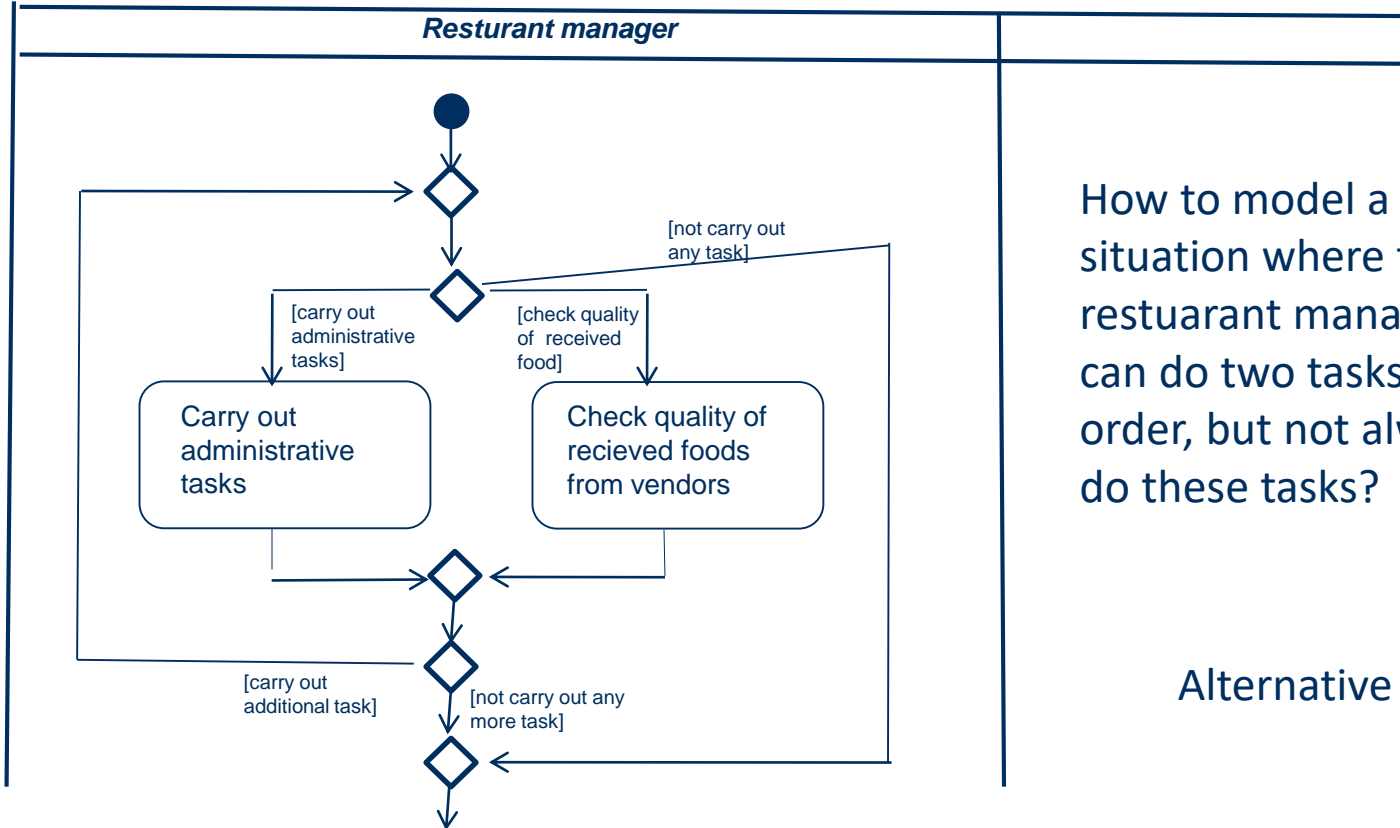 Resturant manager
[not carry out
any task]
[carry out
administrative
tasks]
[check quality
of received
food]
Carry out
administrative
tasks
Check quality of
recieved foods
from vendors
[carry out
additional task]
[not carry out any
more task]
How to model a
situation where
restuarant mana
can do two tasks
order, but not al
do these tasks?
Alternative